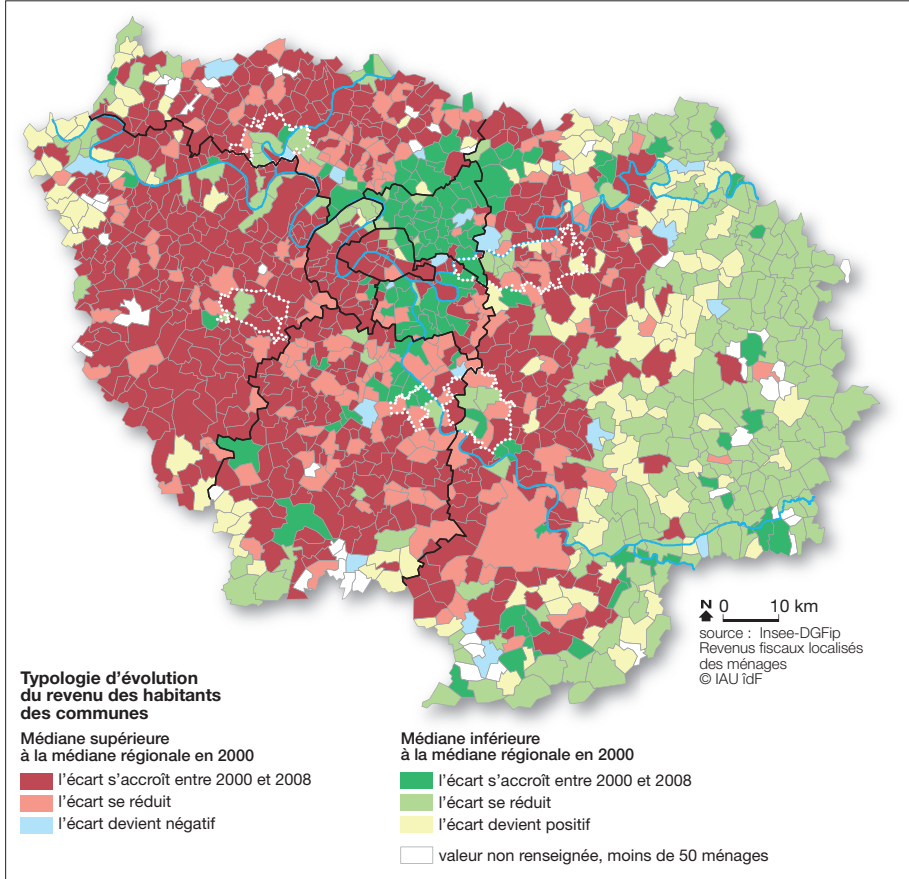 N 0 10 km
source : Insee-DGFip
Revenus fiscaux localisés
des ménages
© IAU îdF
Typologie d'évolution
du revenu des habitants
des communes
Médiane supérieure
à la médiane régionale en 2000
l'écart s'accroît entre 2000 et 2008
l'écart se réduit
l'écart devient négatif
Médiane inférieure
à la médiane régionale en 2000
l'écart s'accroît entre 2000 et 2008
l'écart se réduit
l'écart devient positif
valeur non renseignée, moins de 50 ménages